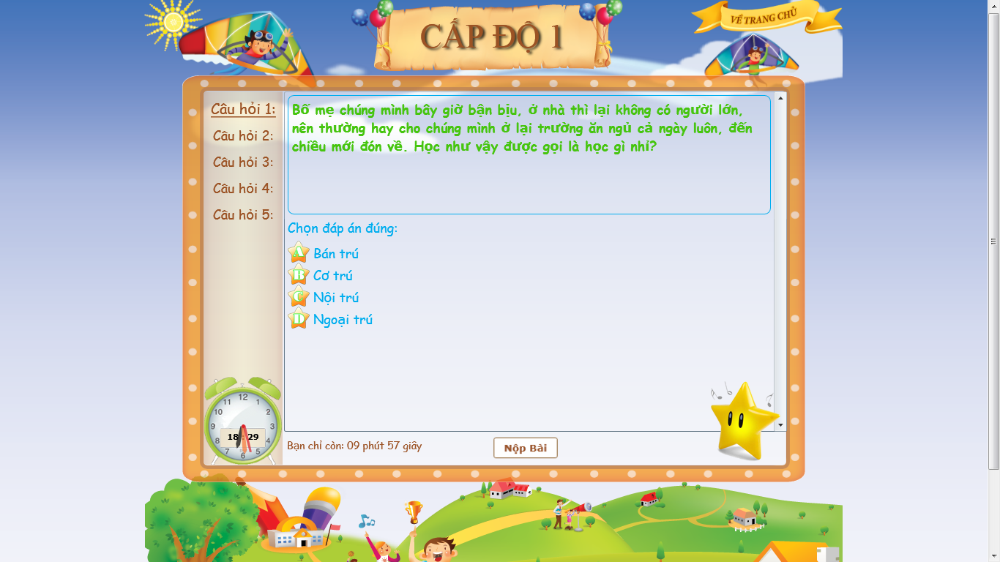 CẤP ĐỘ 1
VỀ TRANG CHỦ
Câu hỏi 1:
Câu hỏi 2:
Câu hỏi 3:
Câu hỏi 4:
Câu hỏi 5:
Bố mẹ chúng mình bây giờ bận bịu, ở nhà thì lại không có người lớn,
nên thường hay cho chúng mình ở lại trường ăn ngủ cả ngày luôn, đến
chiều mới đón về. Học như vậy được gọi là học gì nhỉ?
Chọn đáp án đúng:
A Bán trú
B Cơ trú
C Nội trú
D Ngoại trú
12
11 1
10 2
9 3
18 : 29
8 4
7 5
6
Bạn chỉ còn: 09 phút 57 giây
Nộp Bài